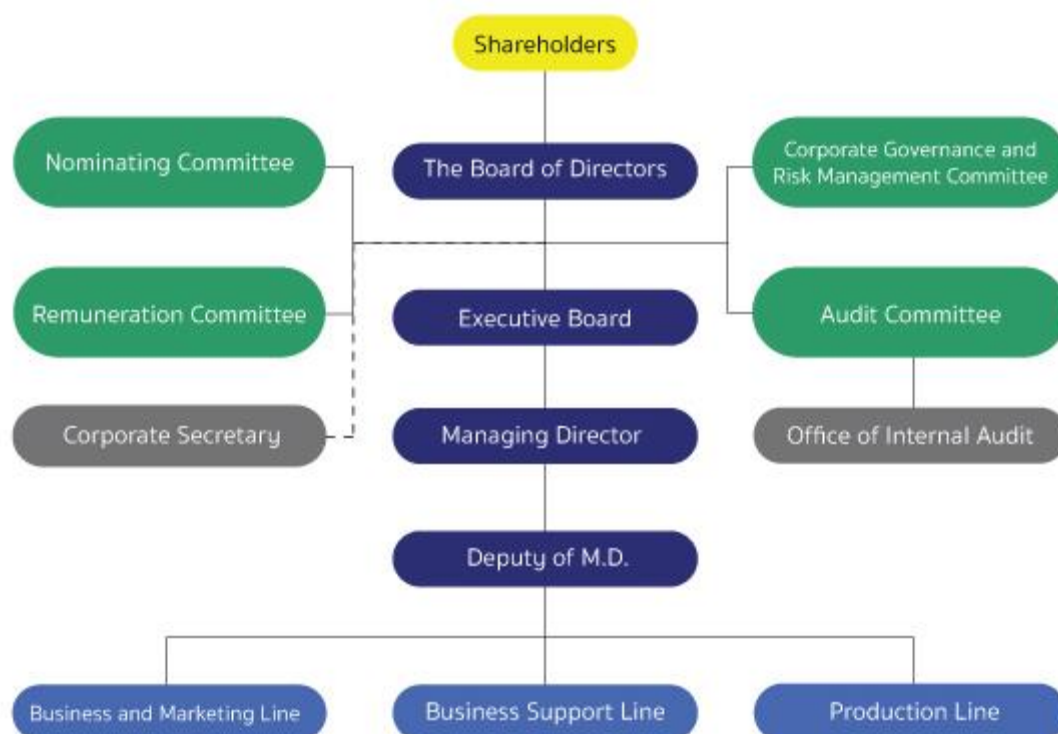 Shareholders
Nominating Committee
The Board of Directors
Corporate Governance and
Risk Management Committee
Remuneration Committee
Executive Board
Audit Committee
Corporate Secretary
Managing Director
Office of Internal Audit
Deputy of M.D.
Business and Marketing Line
Business Support Line
Production Line